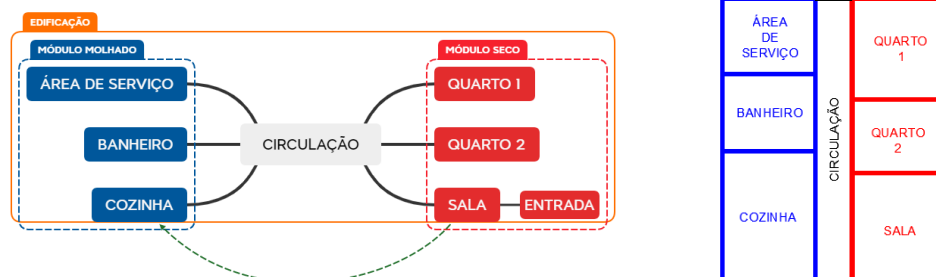 EDIFICAÇÃO
MÓDULO MOLHADO
ÁREA DE SERVIÇO
BANHEIRO
COZINHA
CIRCULAÇÃO
MÓDULO SECO
QUARTO 1
QUARTO 2
SALA
ENTRADA
ÁREA
DE
SERVIÇO
BANHEIRO
COZINHA
CIRCULAÇÃO
QUARTO
1
QUARTO
2
SALA